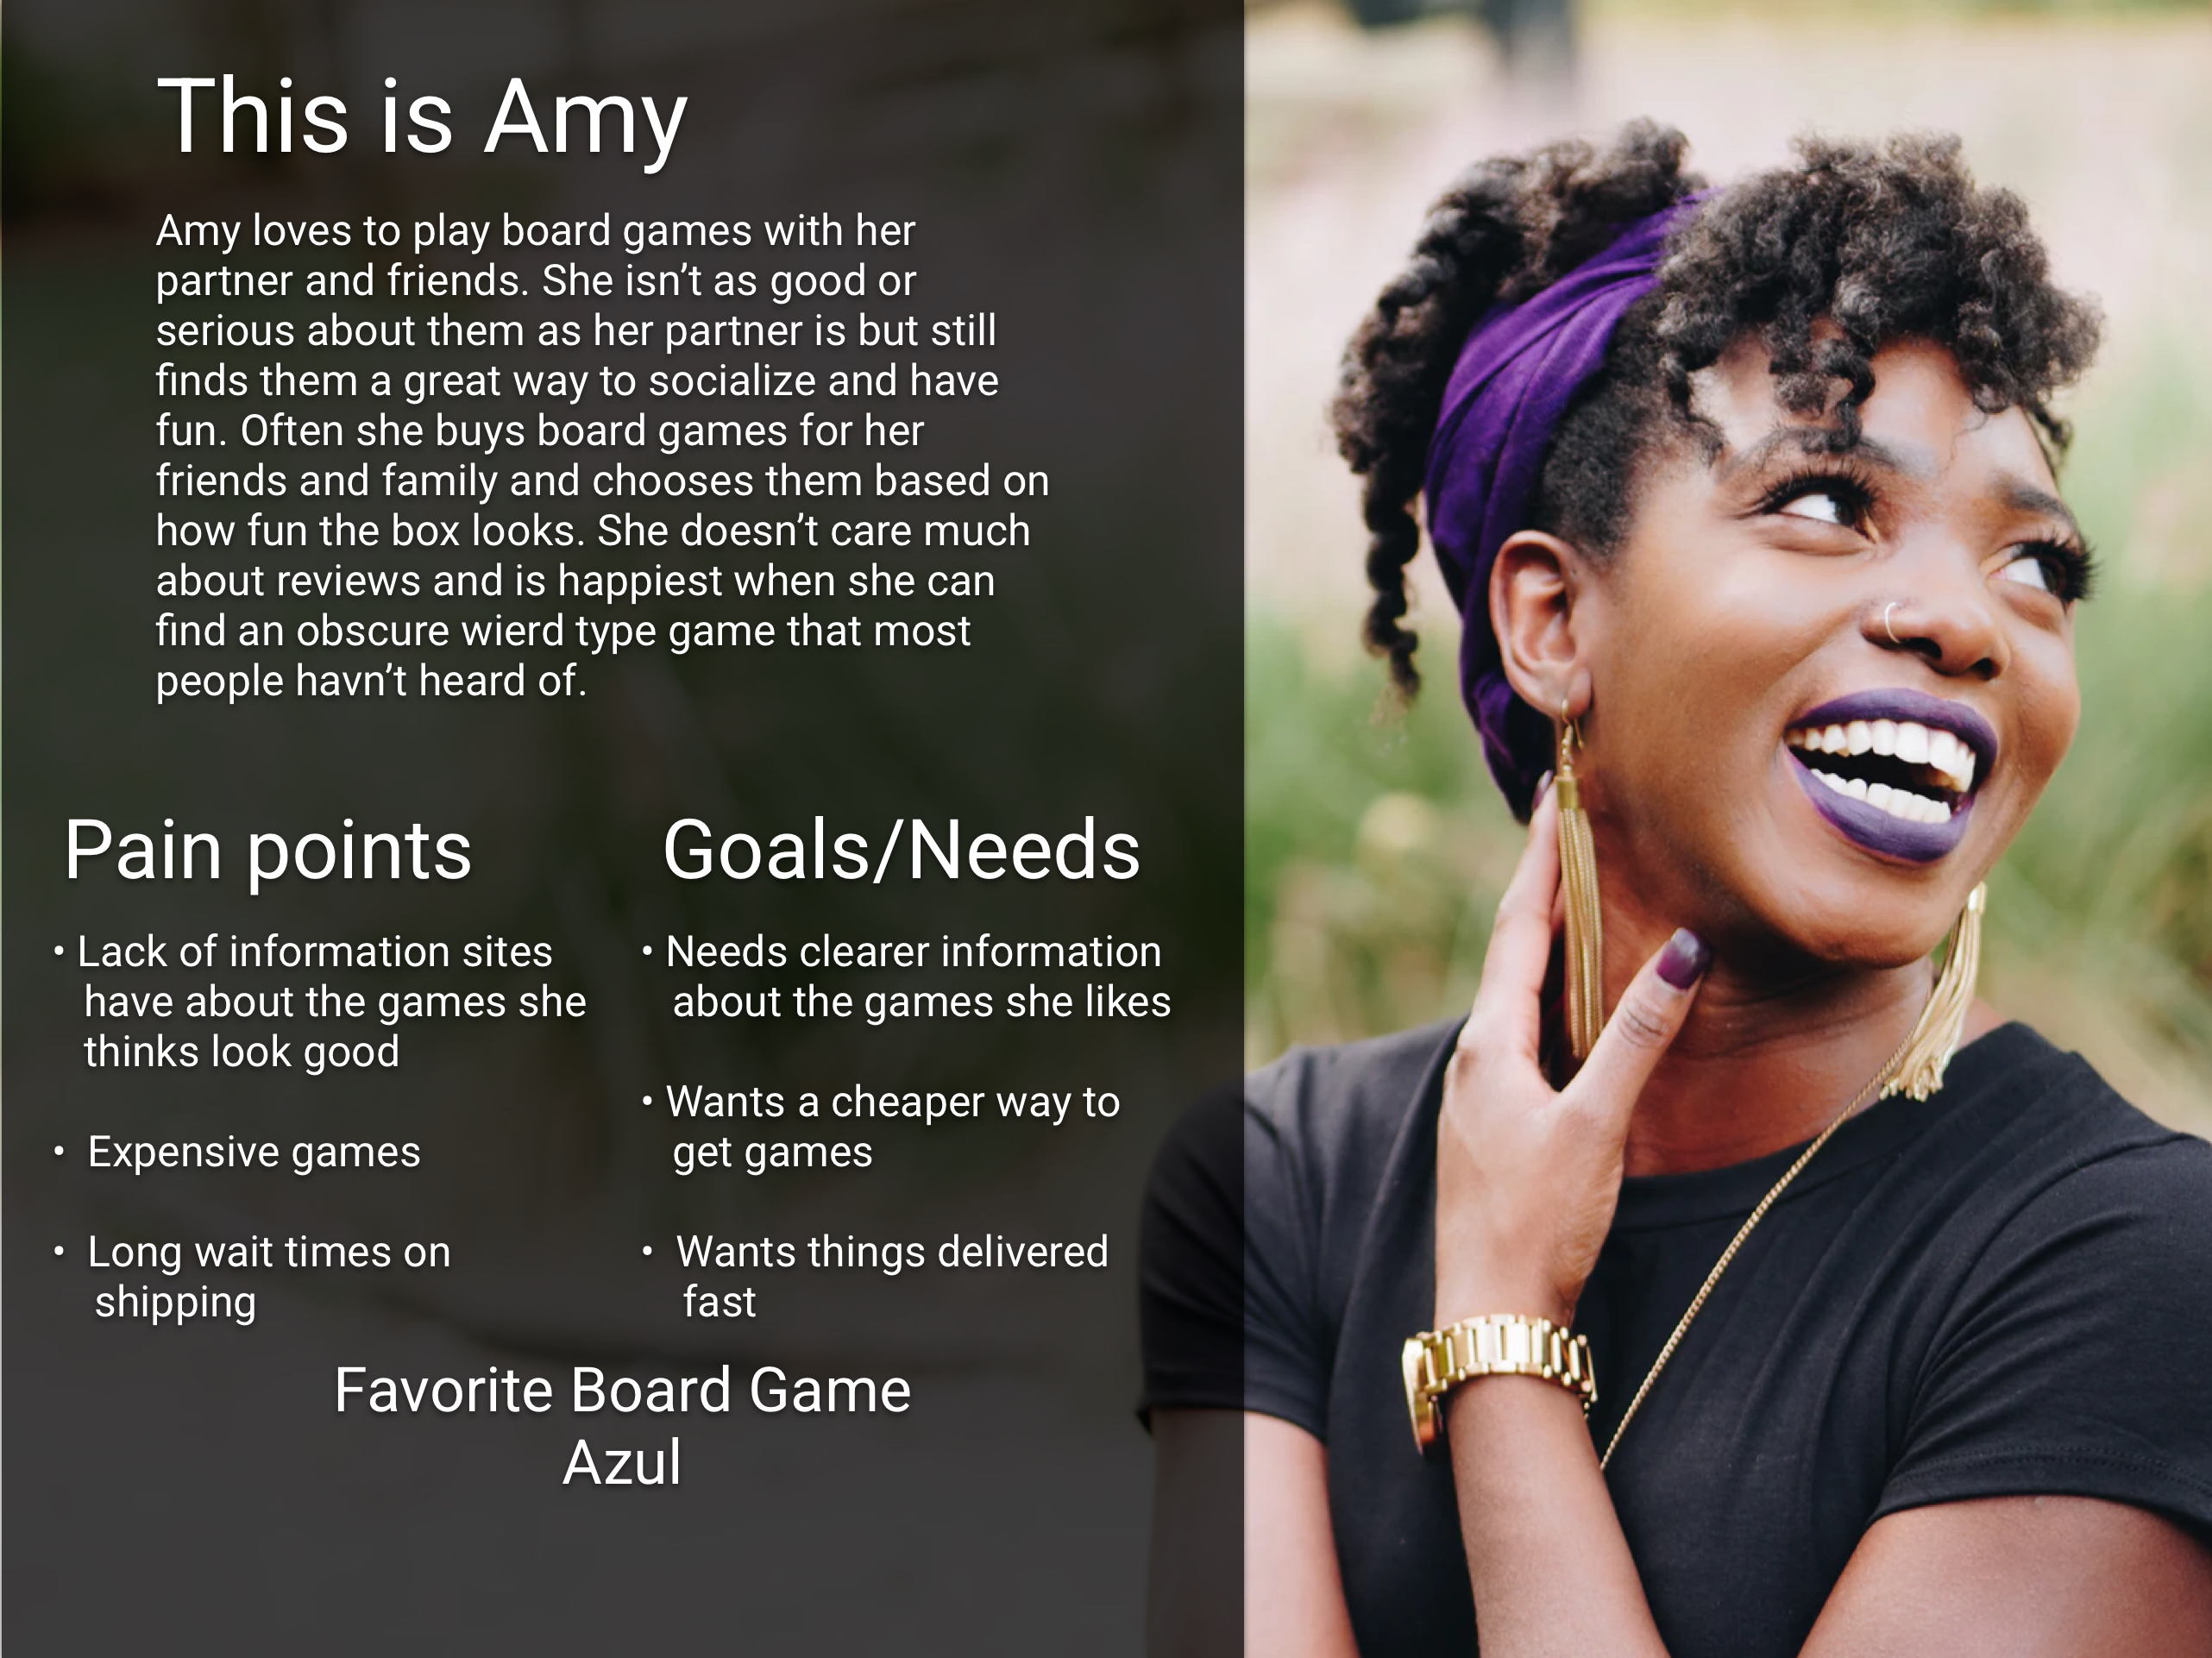 This is Amy
Amy loves to play board games with her
partner and friends. She isn’t as good or
serious about them as her partner is but still
finds them a great way to socialize and have
fun. Often she buys board games for her
friends and family and chooses them based on
how fun the box looks. She doesn’t care much
about reviews and is happiest when she can
find an obscure wierd type game that most
people havn’t heard of.
Pain points
• Lack of information sites
have about the games she
thinks look good
• Expensive games
• Long wait times on
shipping
Goals/Needs
• Needs clearer information
about the games she likes
• Wants a cheaper way to
get games
• Wants things delivered
fast
Favorite Board Game
Azul